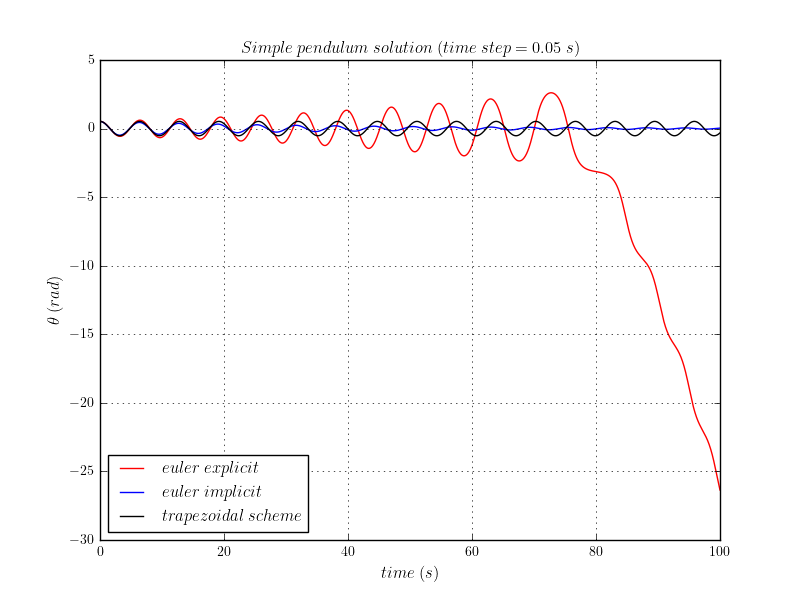 Simple pendulum solution (time step = 0.05 s)
5
0
−5
−10
−15
−20
−25
−30
θ (rad)
euler explicit
euler implicit
trapezoidal scheme
0 20 40 60 80 100
time (s)